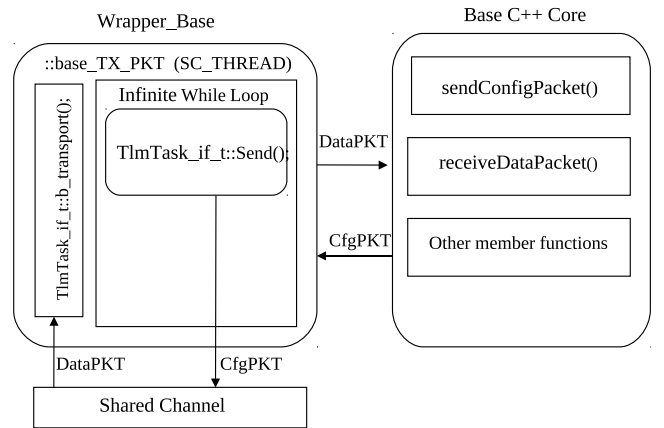 Wrapper_Base
Base C++ Core
::base_TX_PKT (SC_THREAD)
TlmTask_if_t::b_transport();
Infinite While Loop
TlmTask_if_t::Send();
DataPKT
CfgPKT
sendConfigPacket()
receiveDataPacket()
Other member functions
DataPKT
CfgPKT
Shared Channel